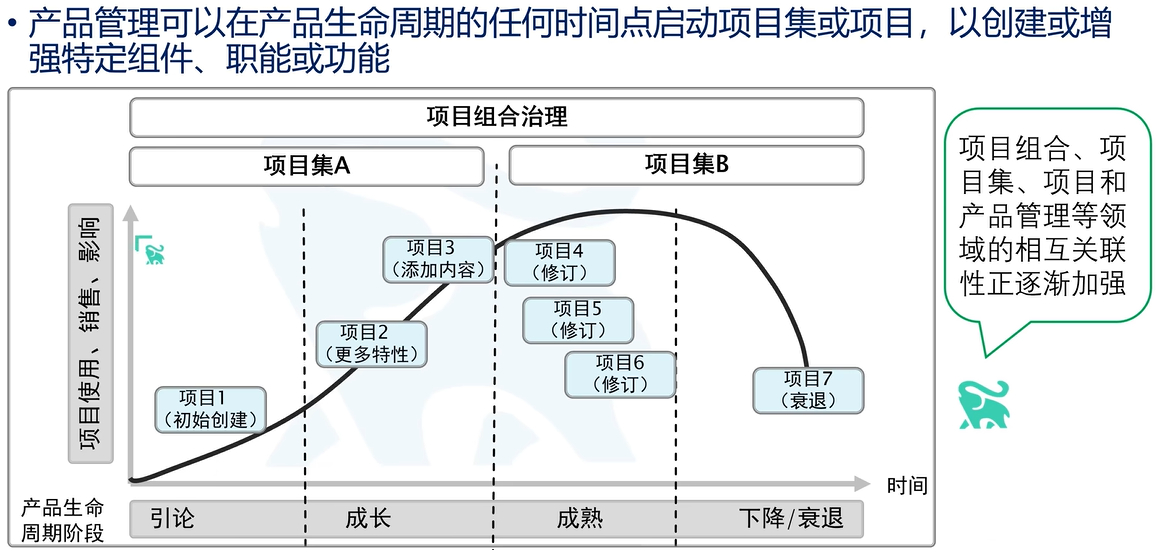 • 产品管理可以在产品生命周期的任何时间点启动项目集或项目，以创建或增
强特定组件、职能或功能
项目组合治理
项目集A
项目集B
项目组合、项
目集、项目和
产品管理等领
域的相互关联
性正逐渐加强
项目使用、销售、影响
项目1
（初始创建）
项目2
（更多特性）
项目3
（添加内容）
项目4
（修订）
项目5
（修订）
项目6
（修订）
项目7
（衰退）
时间
产品生命
周期阶段
引论
成长
成熟
下降/衰退